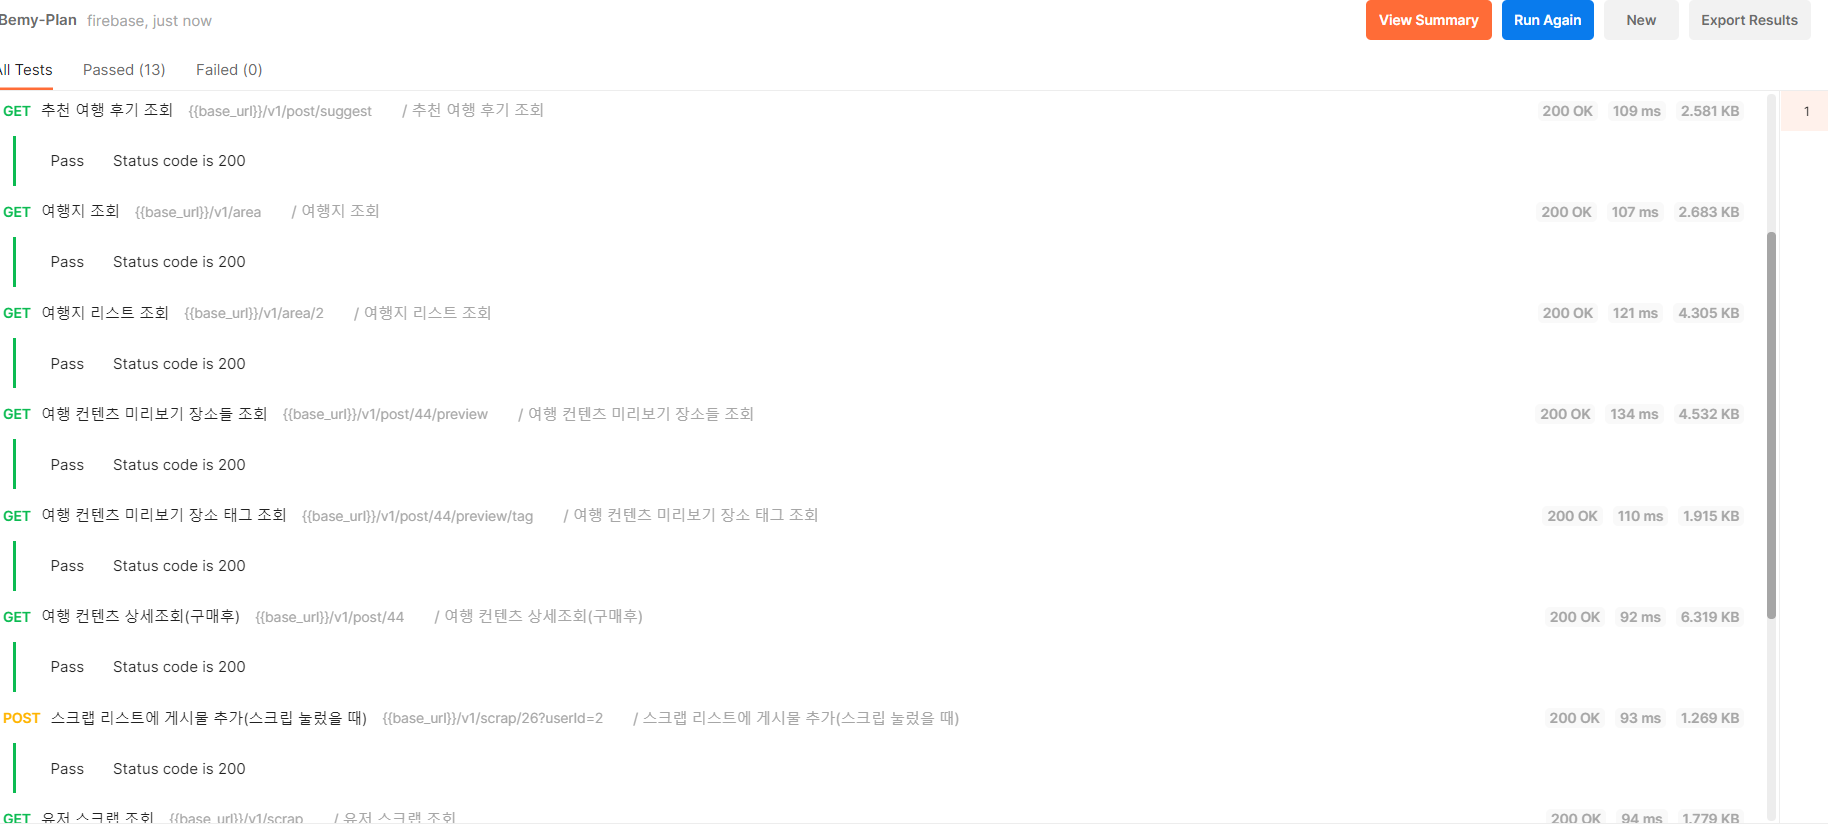 Bemy-Plan firebase, just now View Summary Run Again New Export Results
All Tests Passed (13) Failed (0)
GET 추천 여행 후기 조회 {{base_url}}/v1/post/suggest / 추천 여행 후기 조회 200 OK 109 ms 2.581 KB 1
Pass Status code is 200
GET 여행지 조회 {{base_url}}/v1/area / 여행지 조회 200 OK 107 ms 2.683 KB
Pass Status code is 200
GET 여행지 리스트 조회 {{base_url}}/v1/area/2 / 여행지 리스트 조회 200 OK 121 ms 4.305 KB
Pass Status code is 200
GET 여행 컨텐츠 미리보기 장소들 조회 {{base_url}}/v1/post/44/preview / 여행 컨텐츠 미리보기 장소들 조회 200 OK 134 ms 4.532 KB
Pass Status code is 200
GET 여행 컨텐츠 미리보기 장소 태그 조회 {{base_url}}/v1/post/44/preview/tag / 여행 컨텐츠 미리보기 장소 태그 조회 200 OK 110 ms 1.915 KB
Pass Status code is 200
GET 여행 컨텐츠 상세조회(구매후) {{base_url}}/v1/post/44 / 여행 컨텐츠 상세조회(구매후) 200 OK 92 ms 6.319 KB
Pass Status code is 200
POST 스크랩 리스트에 게시물 추가(스크립 눌렀을 때) {{base_url}}/v1/scrap/26?userId=2 / 스크랩 리스트에 게시물 추가(스크립 눌렀을 때) 200 OK 93 ms 1.269 KB
Pass Status code is 200
GET 유저 스크랩 조회 {{base_url}}/v1/scrap / 유저 스크랩 조회 200 OK 94 ms 1.779 KB